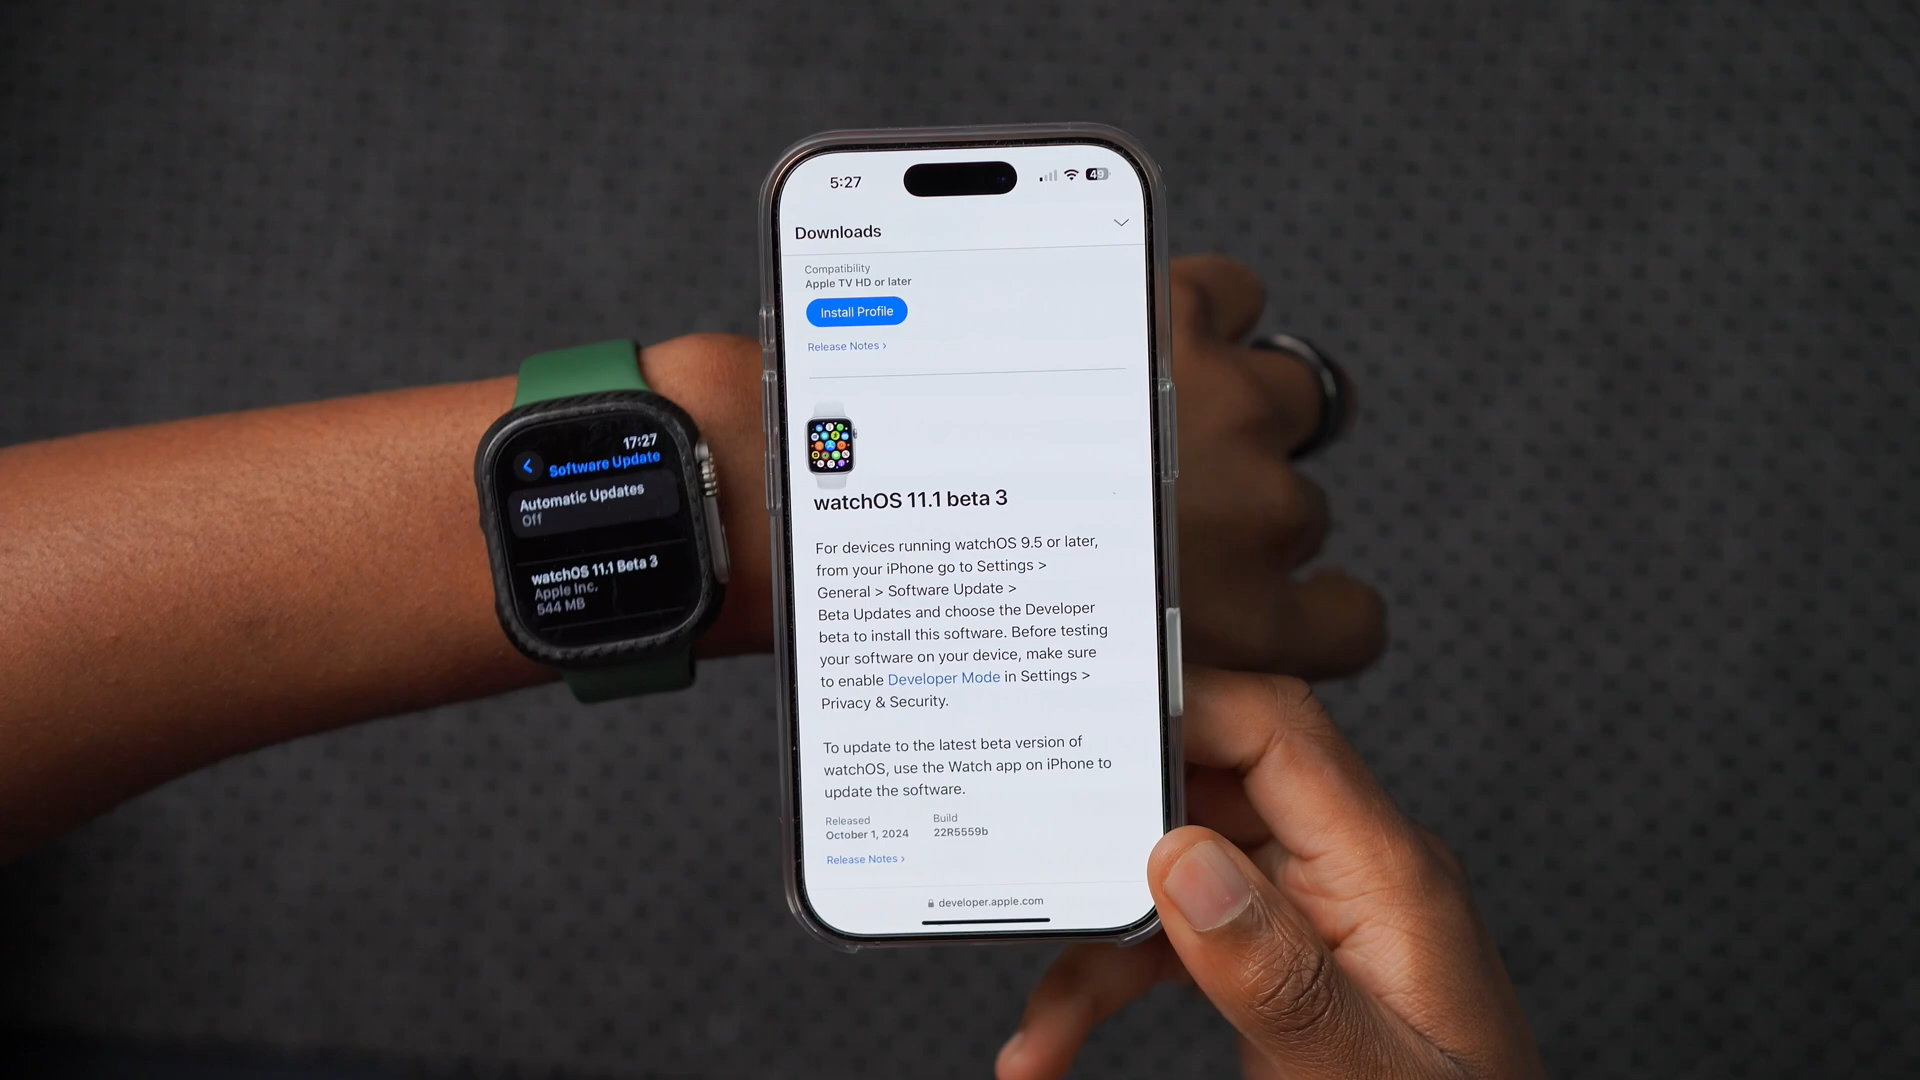 17:27
Software Update
Automatic Updates
Off
watchOS 11.1 Beta 3
Apple Inc.
544 MB
5:27
49
Downloads
Compatibility
Apple TV HD or later
Install Profile
Release Notes >
watchOS 11.1 beta 3
For devices running watchOS 9.5 or later,
from your iPhone go to Settings >
General > Software Update >
Beta Updates and choose the Developer
beta to install this software. Before testing
your software on your device, make sure
to enable Developer Mode in Settings >
Privacy & Security.
To update to the latest beta version of
watchOS, use the Watch app on iPhone to
update the software.
Released Build
October 1, 2024 22R5559b
Release Notes >
developer.apple.com